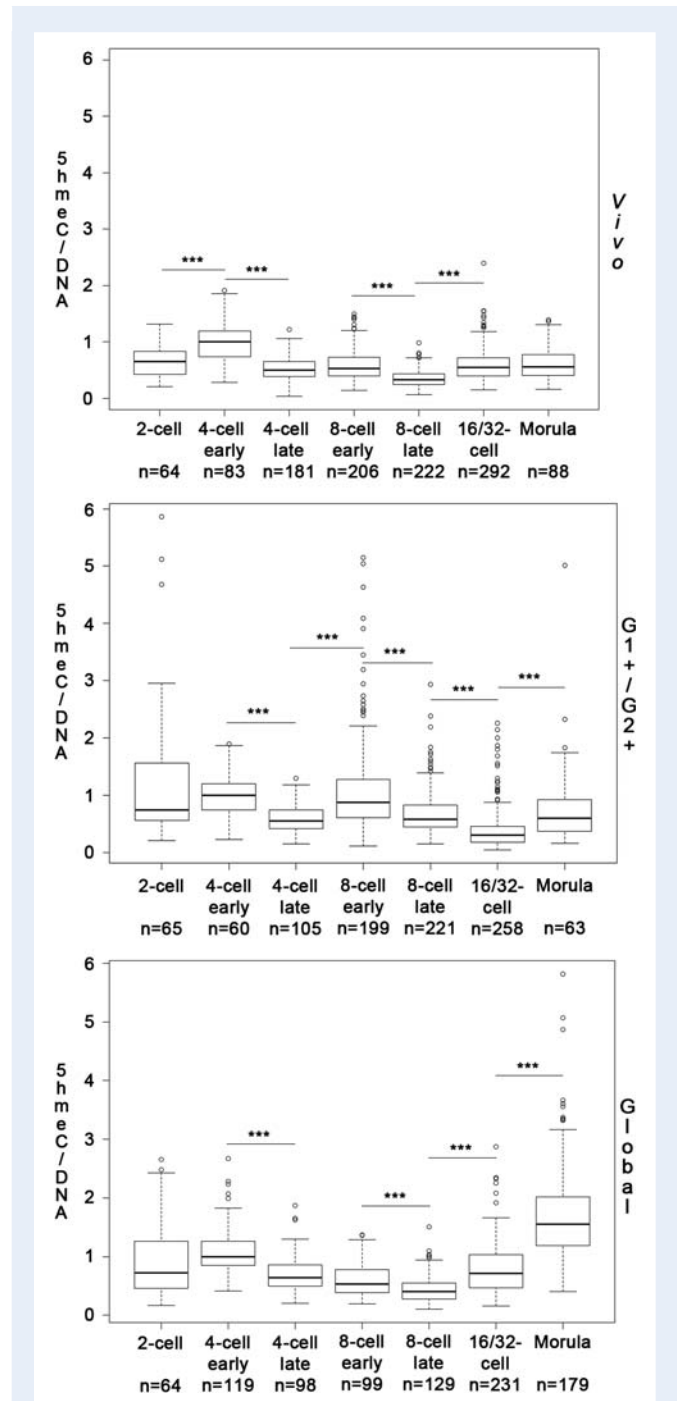 6
5
4
3
2
1
0
5hmeC/DNA
Vivo
***
***
***
***
2-cell 4-cell early 4-cell late 8-cell early 8-cell late 16/32-cell Morula
n=64 n=83 n=181 n=206 n=222 n=292 n=88
6
5
4
3
2
1
0
5hmeC/DNA
G1+/G2+
***
***
***
***
***
2-cell 4-cell early 4-cell late 8-cell early 8-cell late 16/32-cell Morula
n=65 n=60 n=105 n=199 n=221 n=258 n=63
6
5
4
3
2
1
0
5hmeC/DNA
Global
***
***
***
***
2-cell 4-cell early 4-cell late 8-cell early 8-cell late 16/32-cell Morula
n=64 n=119 n=98 n=99 n=129 n=231 n=179